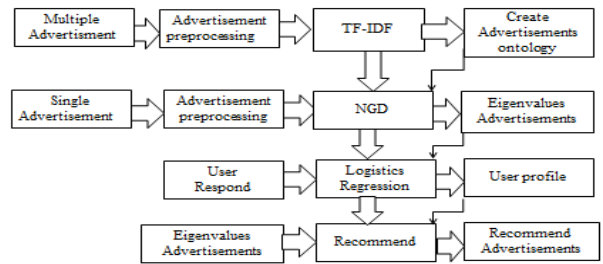 Multiple
Advertisment
Advertisement
preprocessing
TF-IDF
Create
Advertisements
ontology
Single
Advertisement
Advertisement
preprocessing
NGD
Eigenvalues
Advertisements
User
Respond
Logistics
Regression
User profile
Eigenvalues
Advertisements
Recommend
Recommend
Advertisements